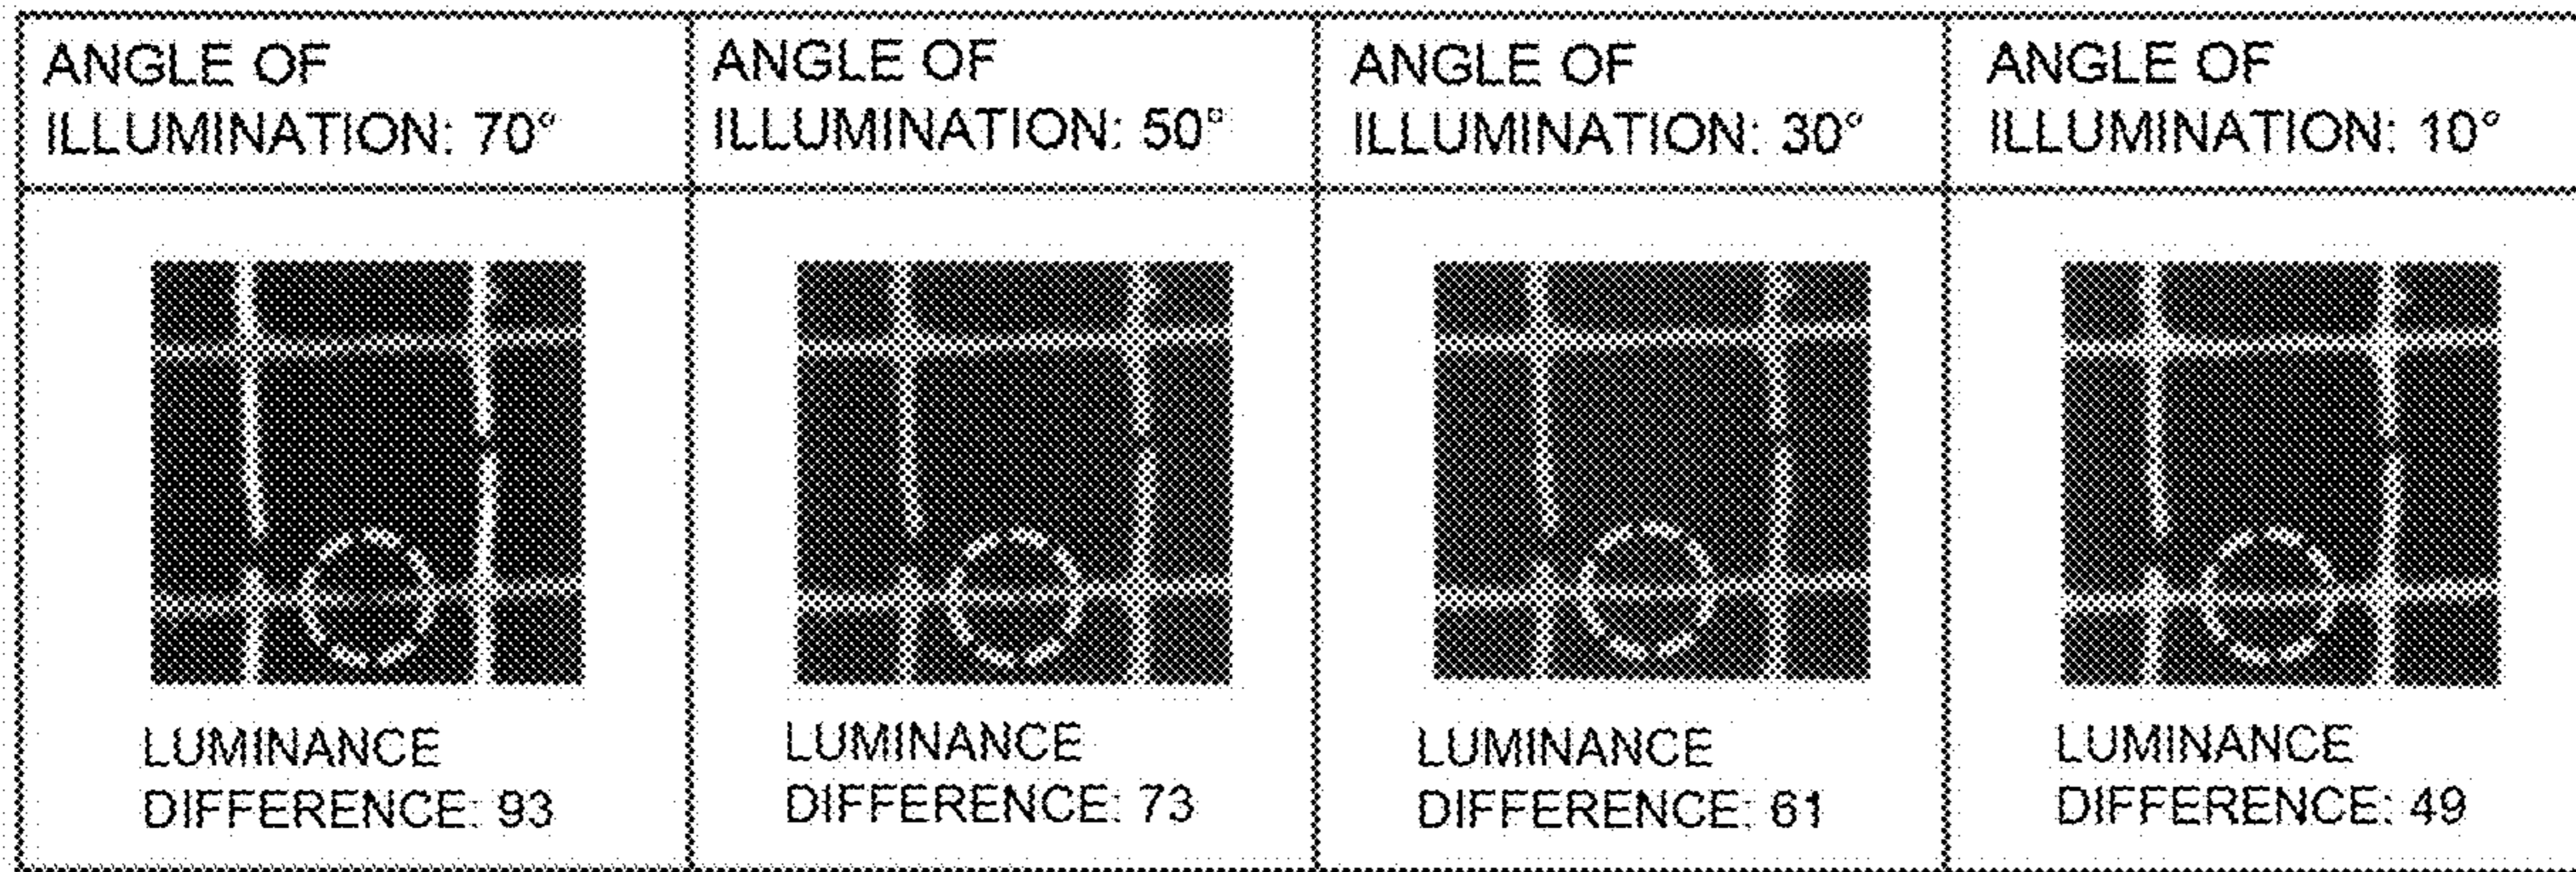 ANGLE OF
ILLUMINATION: 70°
ANGLE OF
ILLUMINATION: 50°
ANGLE OF
ILLUMINATION: 30°
ANGLE OF
ILLUMINATION: 10°
LUMINANCE
DIFFERENCE: 93
LUMINANCE
DIFFERENCE: 73
LUMINANCE
DIFFERENCE: 61
LUMINANCE
DIFFERENCE: 49